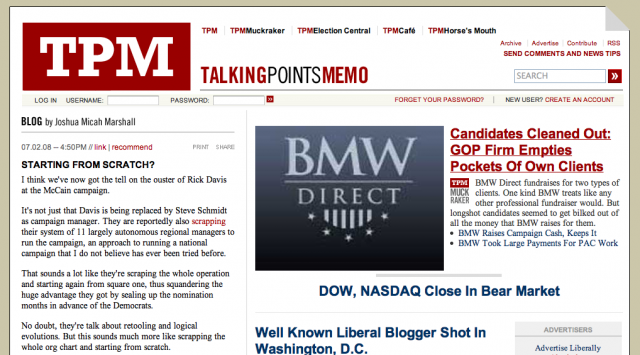 TPM
TPM | TPMMuckraker | TPMElection Central | TPMCafé | TPMHorse's Mouth
Archive | Advertise | Contribute | RSS
SEND COMMENTS AND NEWS TIPS
TALKINGPOINTSMEMO
SEARCH »
LOG IN USERNAME: PASSWORD: »
FORGET YOUR PASSWORD? | NEW USER? CREATE AN ACCOUNT
BLOG by Joshua Micah Marshall
07.02.08 -- 4:50PM // link | recommend PRINT SHARE
STARTING FROM SCRATCH?
I think we've now got the tell on the ouster of Rick Davis
at the McCain campaign.
It's not just that Davis is being replaced by Steve Schmidt
as campaign manager. They are reportedly also scrapping
their system of 11 largely autonomous regional managers to
run the campaign, an approach to running a national
campaign that I do not believe has ever been tried before.
That sounds a lot like they're scraping the whole operation
and starting again from square one, thus squandering the
huge advantage they got by sealing up the nomination
months in advance of the Democrats.
No doubt, they're talk about retooling and logical
evolutions. But this sounds much more like scrapping the
whole org chart and starting from scratch.
BMW
DIRECT
Candidates Cleaned Out:
GOP Firm Empties
Pockets Of Own Clients
TPM
MUCK
RAKER
BMW Direct fundraises for two types of
clients. One kind BMW treats like any
other professional fundraiser would. But
longshot candidates seemed to get bilked out of
all the money that BMW raises for them.
• BMW Raises Campaign Cash, Keeps It
• BMW Took Large Payments For PAC Work
DOW, NASDAQ Close In Bear Market
Well Known Liberal Blogger Shot In
Washington, D.C.
ADVERTISERS
Advertise Liberally